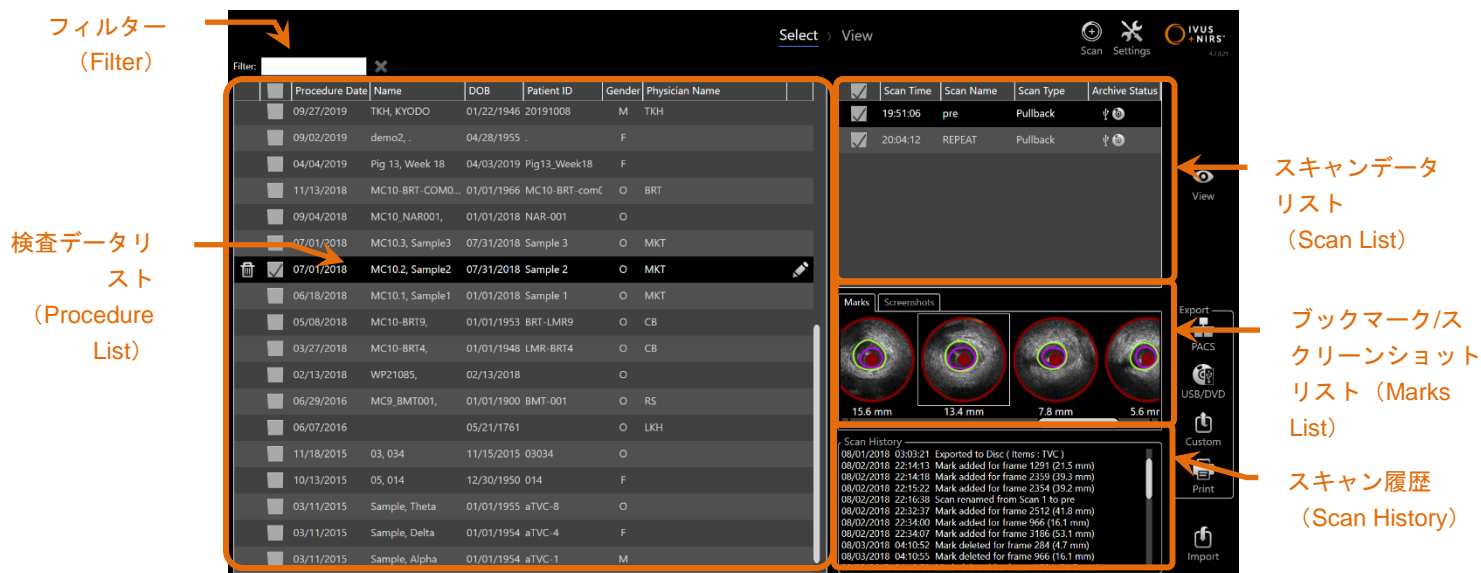 フィルター
（Filter）
検査データリ
スト
（Procedure
List）
Select 〉 View
Scan Settings
IVUS
+NIRS
Filter:
Procedure Date Name DOB Patient ID Gender Physician Name
09/27/2019 TKH, KYODO 01/22/1946 20191008 M TKH
09/02/2019 demo2, . 04/28/1955 . F
04/04/2019 Pig 13, Week 18 04/03/2019 Pig13_Week18 F
11/13/2018 MC10-BRT-COM0... 01/01/1966 MC10-BRT-com( O BRT
09/04/2018 MC10_NAR001, 01/01/2018 NAR-001 O
07/01/2018 MC10.3, Sample3 07/31/2018 Sample 3 O MKT
07/01/2018 MC10.2, Sample2 07/31/2018 Sample 2 O MKT
06/18/2018 MC10.1, Sample1 01/01/2018 Sample 1 O MKT
05/08/2018 MC10-BRT9, 01/01/1953 BRT-LMR9 O CB
03/27/2018 MC10-BRT4, 01/01/1948 LMR-BRT4 O CB
02/13/2018 WP21085, 02/13/2018 O
06/29/2016 MC9_BMT001, 01/01/1900 BMT-001 O RS
06/07/2016 05/21/1761 O LKH
11/18/2015 03, 034 11/15/2015 03034 O
10/13/2015 05, 014 12/30/1950 014 F
03/11/2015 Sample, Theta 01/01/1955 aTVC-8 O
03/11/2015 Sample, Delta 01/01/1954 aTVC-4 F
03/11/2015 Sample, Alpha 01/01/1954 aTVC-1 M
Scan Time Scan Name Scan Type Archive Status
19:51:06 pre Pullback
20:04:12 REPEAT Pullback
View
Marks Screenshots
15.6 mm 13.4 mm 7.8 mm 5.6 mr
Scan History
08/01/2018 03:03:21 Exported to Disc ( Items : TVC )
08/02/2018 22:14:13 Mark added for frame 1291 (21.5 mm)
08/02/2018 22:14:18 Mark added for frame 2359 (39.3 mm)
08/02/2018 22:15:22 Mark added for frame 2354 (39.2 mm)
08/02/2018 22:16:38 Scan renamed from Scan 1 to pre
08/02/2018 22:32:37 Mark added for frame 2512 (41.8 mm)
08/02/2018 22:34:00 Mark added for frame 966 (16.1 mm)
08/02/2018 22:34:07 Mark added for frame 3186 (53.1 mm)
08/03/2018 04:10:52 Mark deleted for frame 284 (4.7 mm)
08/03/2018 04:10:55 Mark deleted for frame 966 (16.1 mm)
Export
PACS
USB/DVD
Custom
Print
Import
スキャンデータ
リスト
（Scan List）
ブックマーク/ス
クリーンショット
リスト（Marks
List）
スキャン履歴
（Scan History）